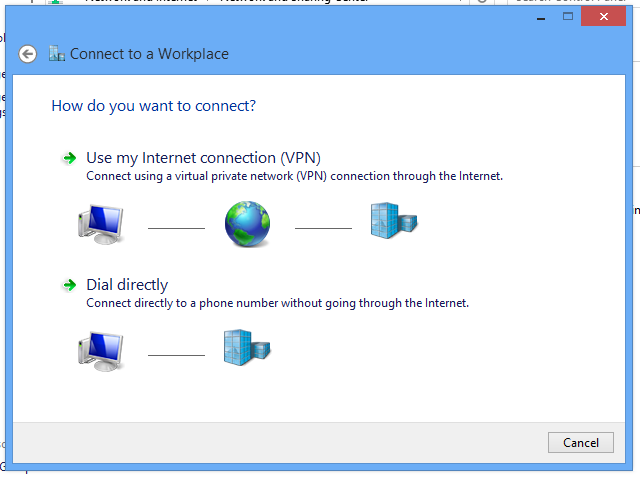 Connect to a Workplace
How do you want to connect?
Use my Internet connection (VPN)
Connect using a virtual private network (VPN) connection through the Internet.
Dial directly
Connect directly to a phone number without going through the Internet.
Cancel